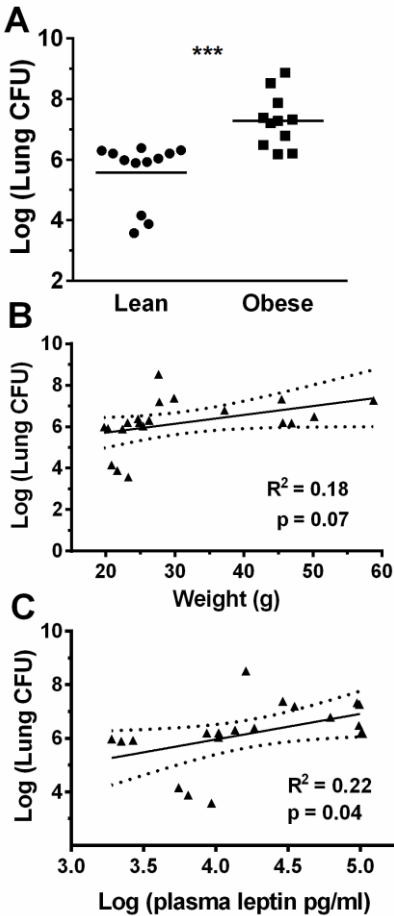 A
***
Log (Lung CFU)
10
8
6
4
2
Lean Obese
B
Log (Lung CFU)
10
8
6
4
2
20 30 40 50 60
R² = 0.18
p = 0.07
Weight (g)
C
Log (Lung CFU)
10
8
6
4
3.0 3.5 4.0 4.5 5.0
R² = 0.22
p = 0.04
Log (plasma leptin pg/ml)